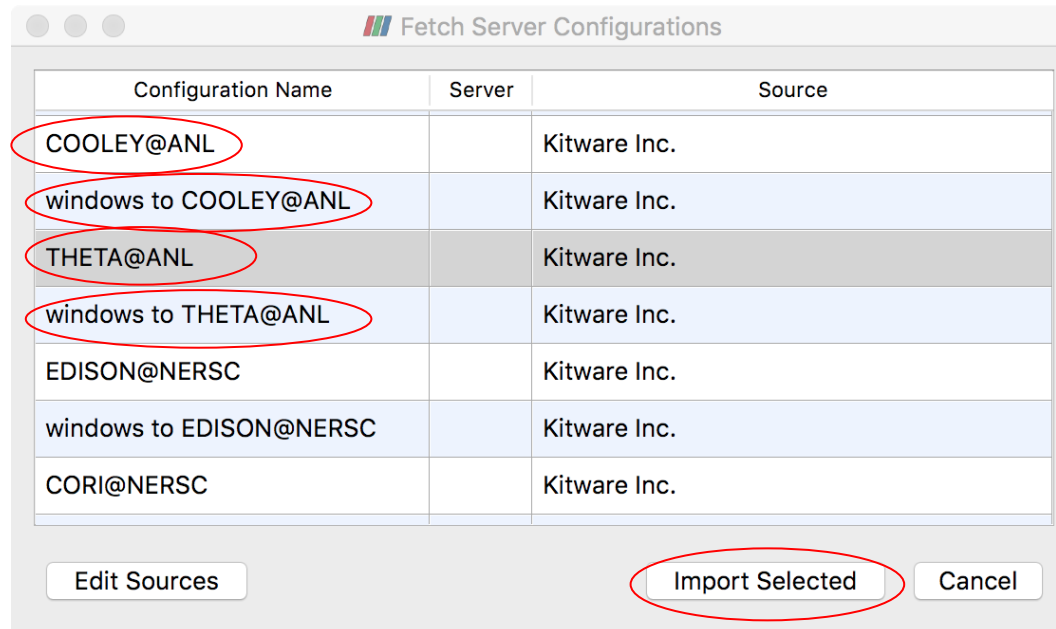 Fetch Server Configurations
Configuration Name Server Source
COOLEY@ANL Kitware Inc.
windows to COOLEY@ANL Kitware Inc.
THETA@ANL Kitware Inc.
windows to THETA@ANL Kitware Inc.
EDISON@NERSC Kitware Inc.
windows to EDISON@NERSC Kitware Inc.
CORI@NERSC Kitware Inc.
Edit Sources Import Selected Cancel